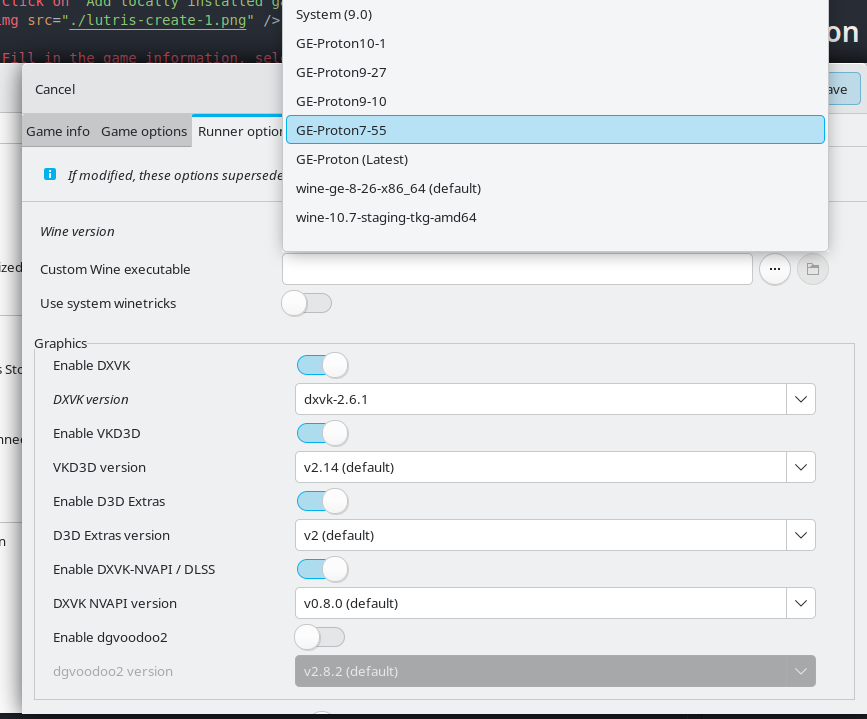 Click on "Add locally installed ga
mg src="./lutris-create-1.png" />
Fill in the game information, sel
on
System (9.0)
GE-Proton10-1
GE-Proton9-27
GE-Proton9-10
GE-Proton7-55
GE-Proton (Latest)
wine-ge-8-26-x86_64 (default)
wine-10.7-staging-tkg-amd64
Cancel
ave
Game info
Game options
Runner option
If modified, these options supersede
Wine version
ized
Custom Wine executable
...
Use system winetricks
Graphics
s Sto
Enable DXVK
DXVK version
dxvk-2.6.1
nnec
Enable VKD3D
VKD3D version
v2.14 (default)
Enable D3D Extras
n
D3D Extras version
v2 (default)
Enable DXVK-NVAPI / DLSS
DXVK NVAPI version
v0.8.0 (default)
Enable dgvoodoo2
dgvoodoo2 version
v2.8.2 (default)